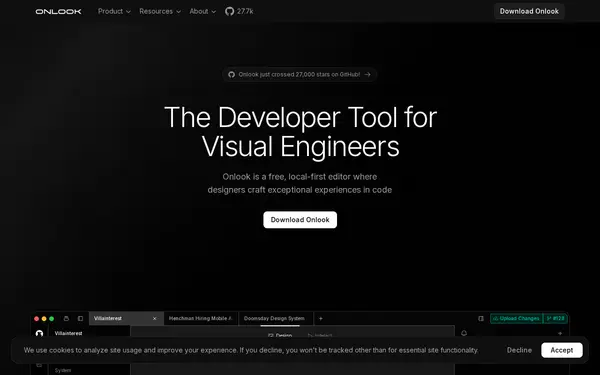 ONLOOK Product Resources About 27.7k Download Onlook
Onlook just crossed 27,000 stars on GitHub!
The Developer Tool for
Visual Engineers
Onlook is a free, local-first editor where
designers craft exceptional experiences in code
Download Onlook
Villainterest Henchman Hiring Mobile A Doomsday Design System Upload Changes #129
Villainterest Design
We use cookies to analyze site usage and improve your experience. If you decline, you won't be tracked other than for essential site functionality. Decline Accept
System